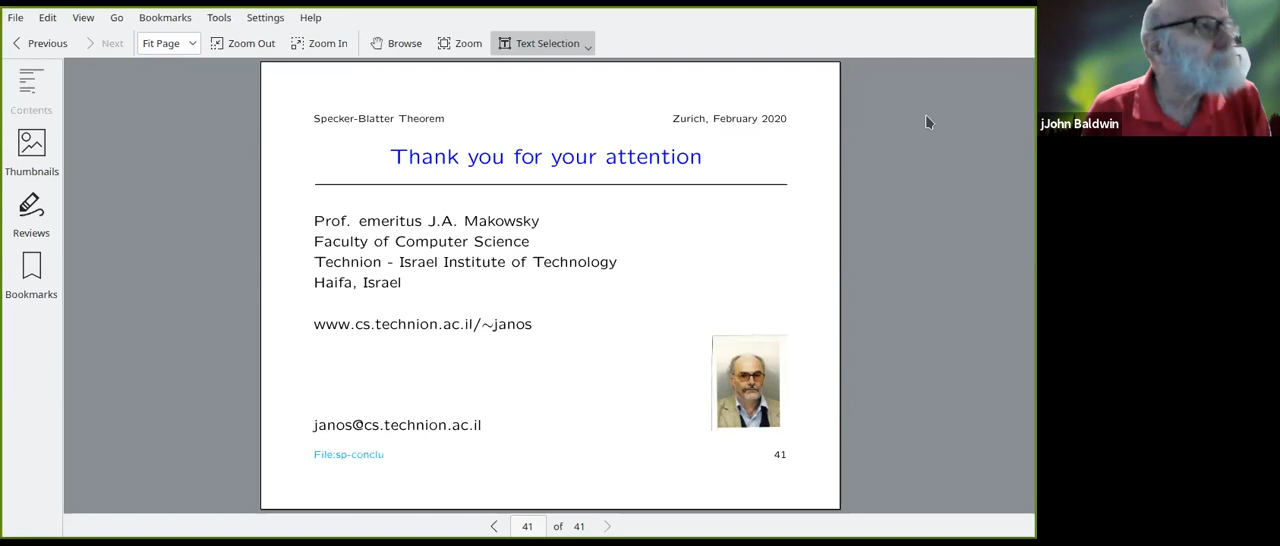 File Edit View Go Bookmarks Tools Settings Help
Previous Next Fit Page Zoom Out Zoom In Browse Zoom Text Selection
Contents
Thumbnails
Reviews
Bookmarks
Specker-Blatter Theorem Zurich, February 2020
Thank you for your attention
Prof. emeritus J.A. Makowsky
Faculty of Computer Science
Technion - Israel Institute of Technology
Haifa, Israel
www.cs.technion.ac.il/~janos
janos@cs.technion.ac.il
File:sp-conclu 41
41 of 41
jJohn Baldwin